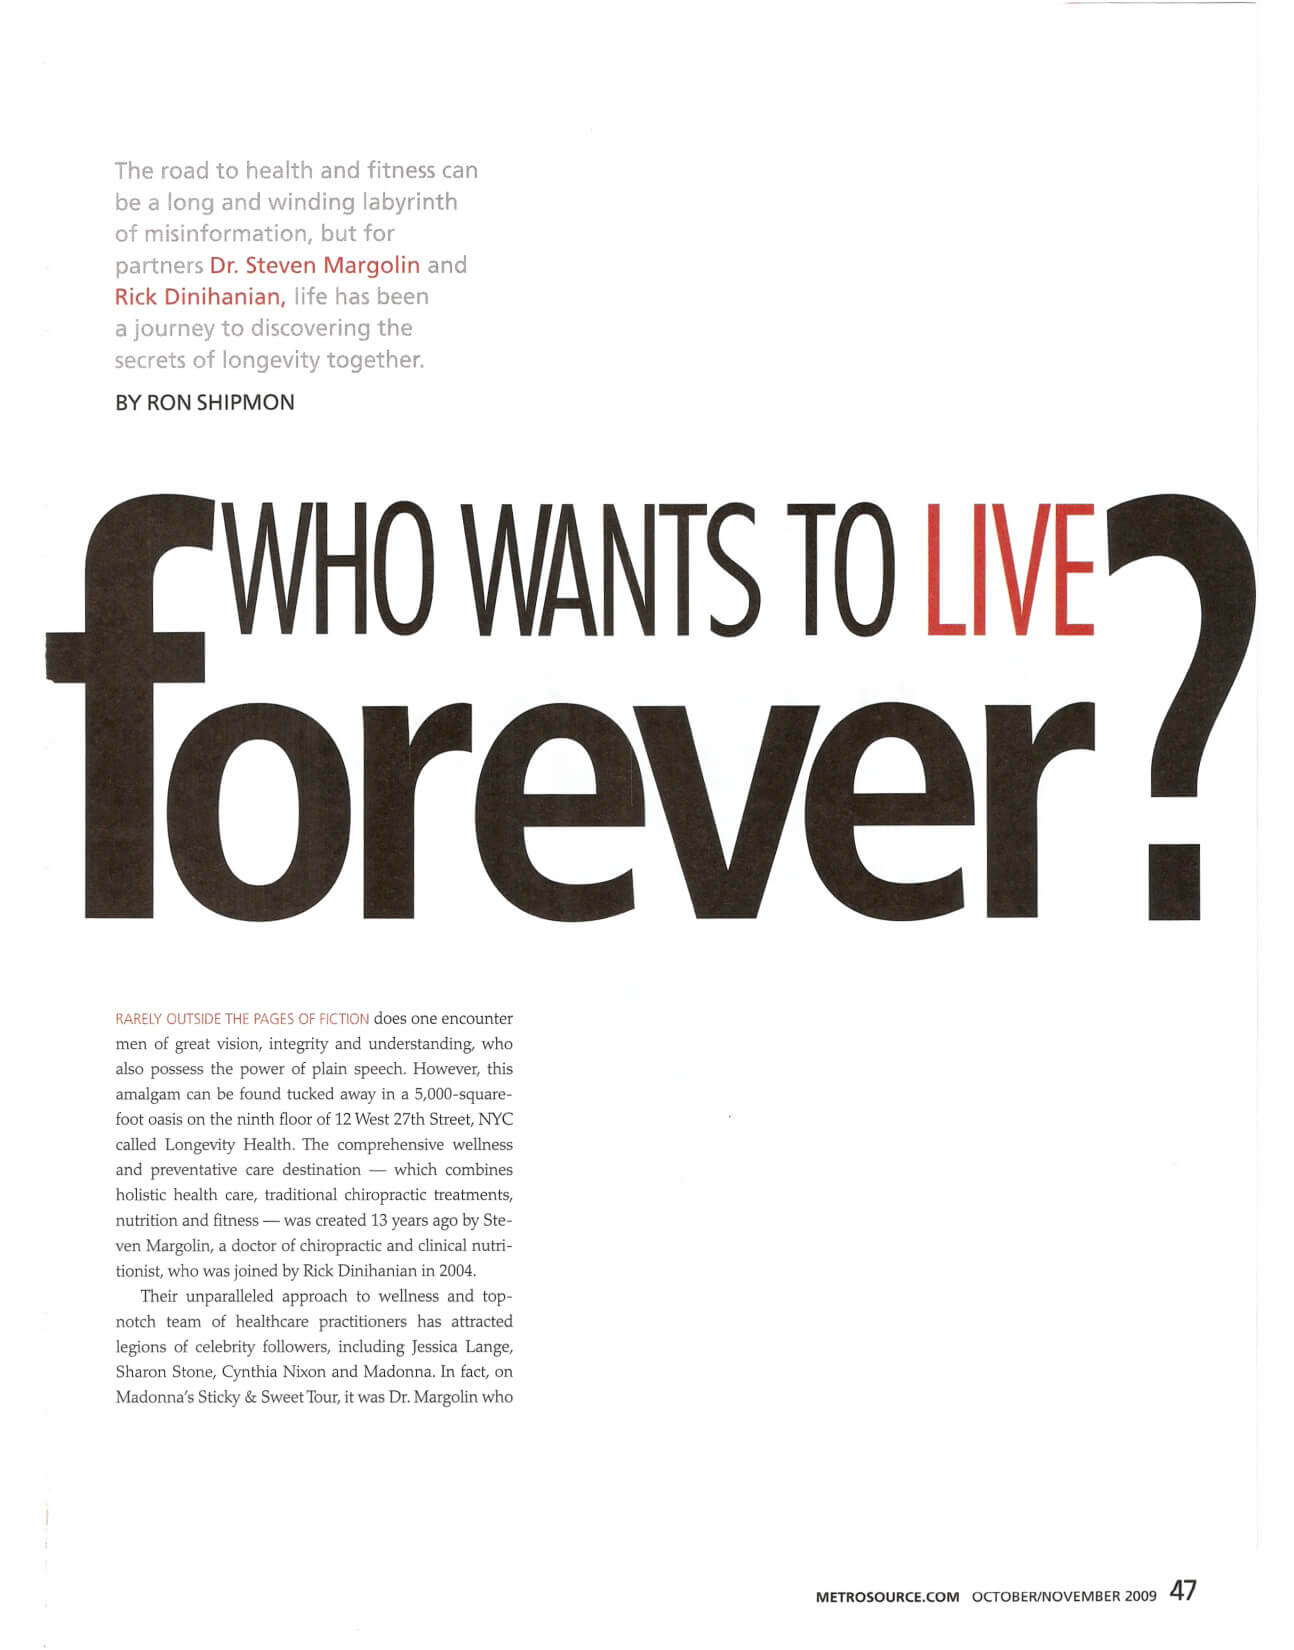 The road to health and fitness can
be a long and winding labyrinth
of misinformation, but for
partners Dr. Steven Margolin and
Rick Dinihanian, life has been
a journey to discovering the
secrets of longevity together.
BY RON SHIPMON
WHO WANTS TO LIVE
forever?
RARELY OUTSIDE THE PAGES OF FICTION does one encounter
men of great vision, integrity and understanding, who
also possess the power of plain speech. However, this
amalgam can be found tucked away in a 5,000-square-
foot oasis on the ninth floor of 12 West 27th Street, NYC
called Longevity Health. The comprehensive wellness
and preventative care destination — which combines
holistic health care, traditional chiropractic treatments,
nutrition and fitness — was created 13 years ago by Ste-
ven Margolin, a doctor of chiropractic and clinical nutri-
tionist, who was joined by Rick Dinihanian in 2004.
Their unparalleled approach to wellness and top-
notch team of healthcare practitioners has attracted
legions of celebrity followers, including Jessica Lange,
Sharon Stone, Cynthia Nixon and Madonna. In fact, on
Madonna's Sticky & Sweet Tour, it was Dr. Margolin who
METROSOURCE.COM OCTOBER/NOVEMBER 2009 47